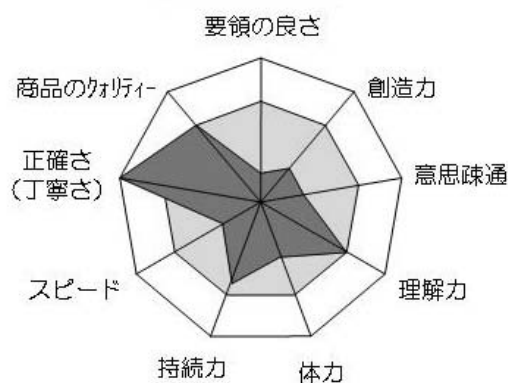 要領の良さ
創造力
意思疎通
理解力
体力
持続力
スピード
正確さ
(丁寧さ)
商品のクォリティー